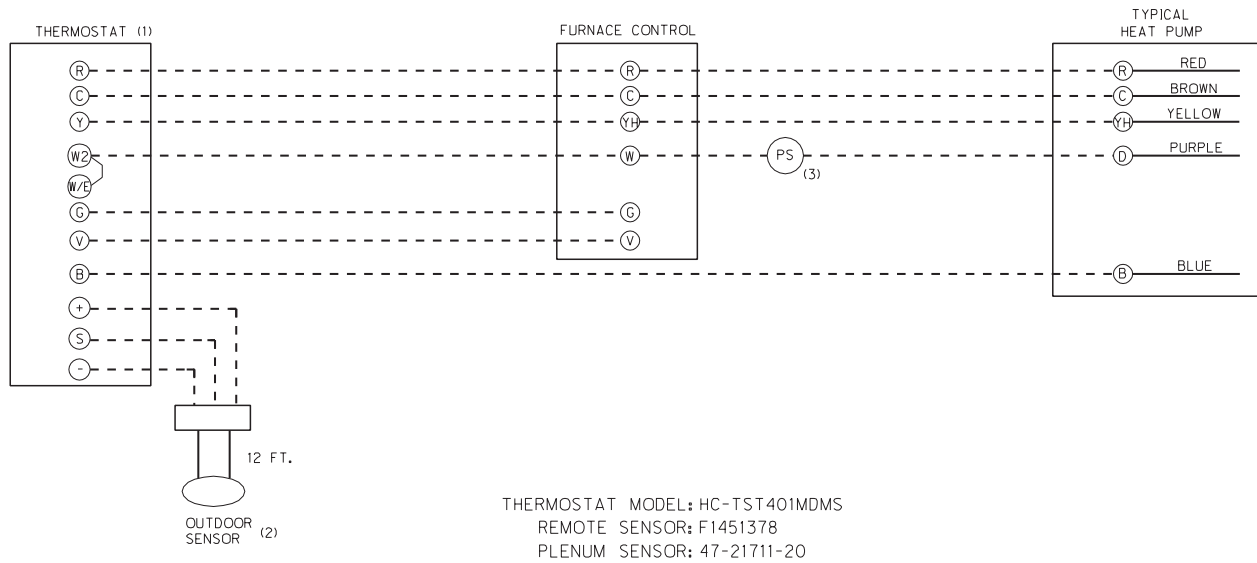 THERMOSTAT (1)
FURNACE CONTROL
TYPICAL
HEAT PUMP
R R R RED
C C C BROWN
Y YH YH YELLOW
W2 W PS (3) D PURPLE
W/E
G G
V V
B B BLUE
+
S
-
12 FT.
OUTDOOR
SENSOR (2)
THERMOSTAT MODEL: HC-TST401MDMS
REMOTE SENSOR: F1451378
PLENUM SENSOR: 47-21711-20